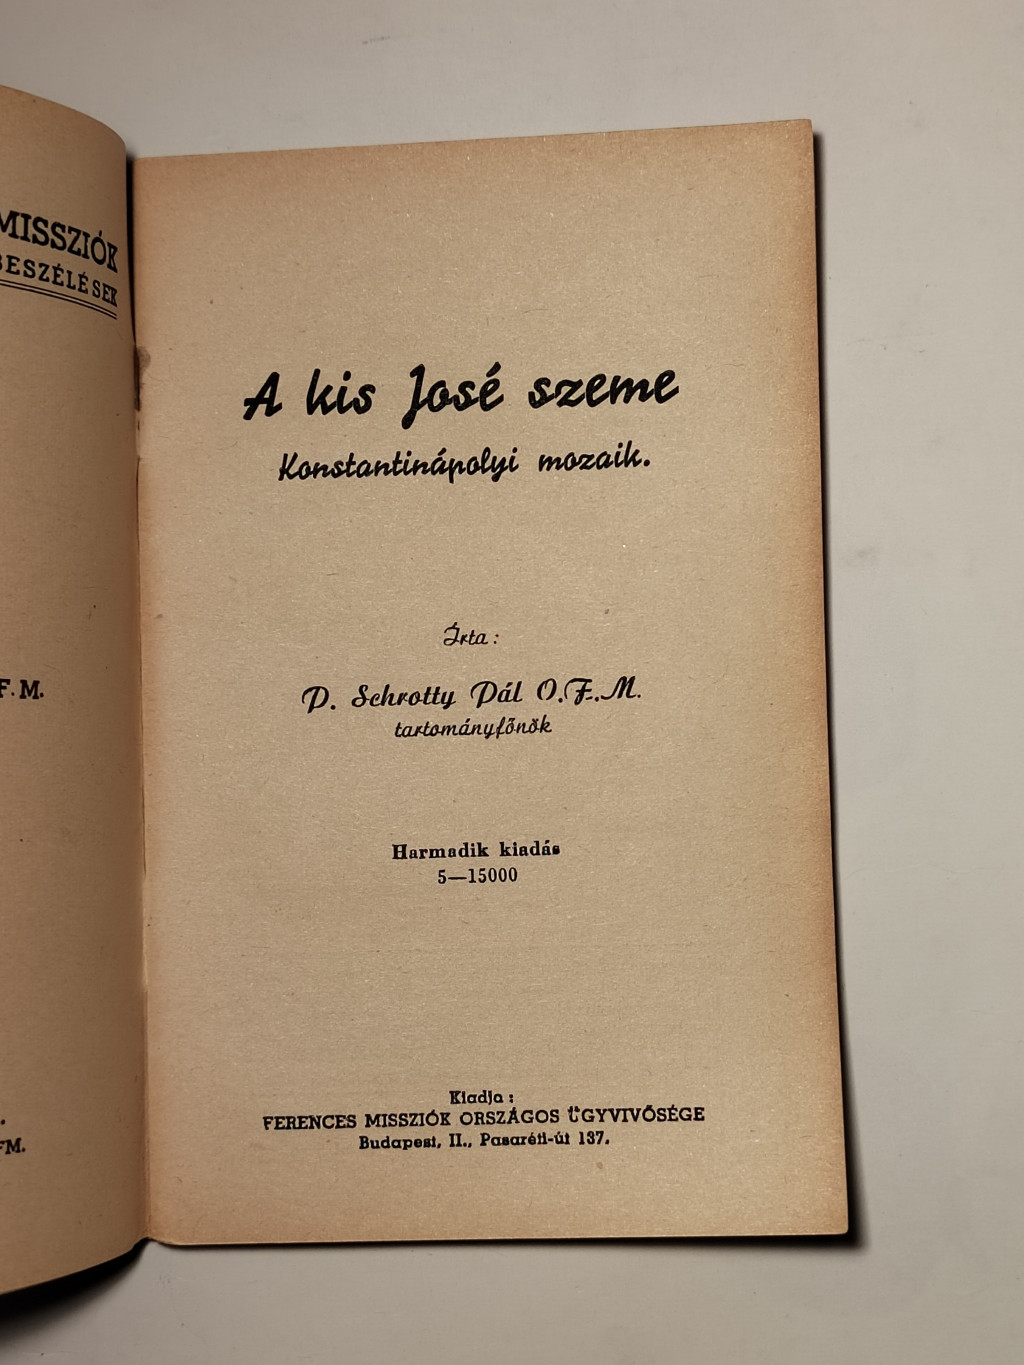 MISSZIÓK
BESZÉLÉSEK
F.M.
FM.
A kis José szeme
Konstantinápolyi mozaik.
Írta:
P. Schrotty Pál O.F.M.
tartományfőnök
Harmadik kiadás
5—15000
Kiadja:
FERENCES MISSZIÓK ORSZÁGOS ÜGYVIVŐSÉGE
Budapest, II., Pasaréti-út 137.